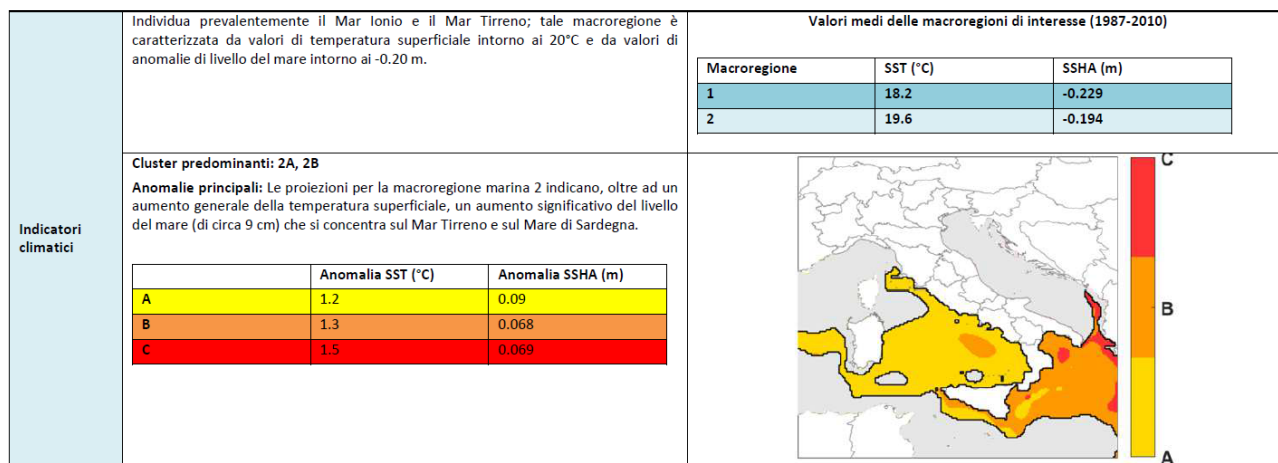 Indicatori
climatici
Individua prevalentemente il Mar Ionio e il Mar Tirreno; tale macroregione è
caratterizzata da valori di temperatura superficiale intorno ai 20°C e da valori di
anomalie di livello del mare intorno ai -0.20 m.
Valori medi delle macroregioni di interesse (1987-2010)
Macroregione SST (°C) SSHA (m)
1 18.2 -0.229
2 19.6 -0.194
Cluster predominanti: 2A, 2B
Anomalie principali: Le proiezioni per la macroregione marina 2 indicano, oltre ad un
aumento generale della temperatura superficiale, un aumento significativo del livello
del mare (di circa 9 cm) che si concentra sul Mar Tirreno e sul Mare di Sardegna.
Anomalia SST (°C) Anomalia SSHA (m)
A 1.2 0.09
B 1.3 0.068
C 1.5 0.069
C
B
A